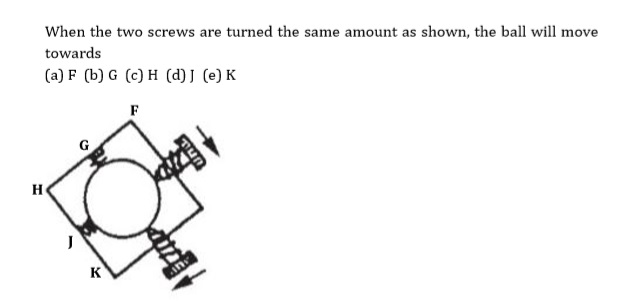 When the two screws are turned the same amount as shown, the ball will move
towards
(a) F (b) G (c) H (d) J (e) K
F
G
H
J
K